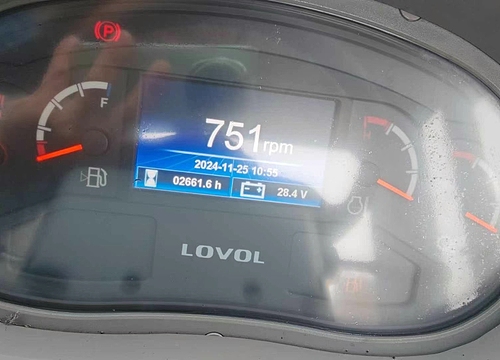 P
F
751 rpm
2024-11-25 10:55
02661.6 h
28.4 V
LOVOL